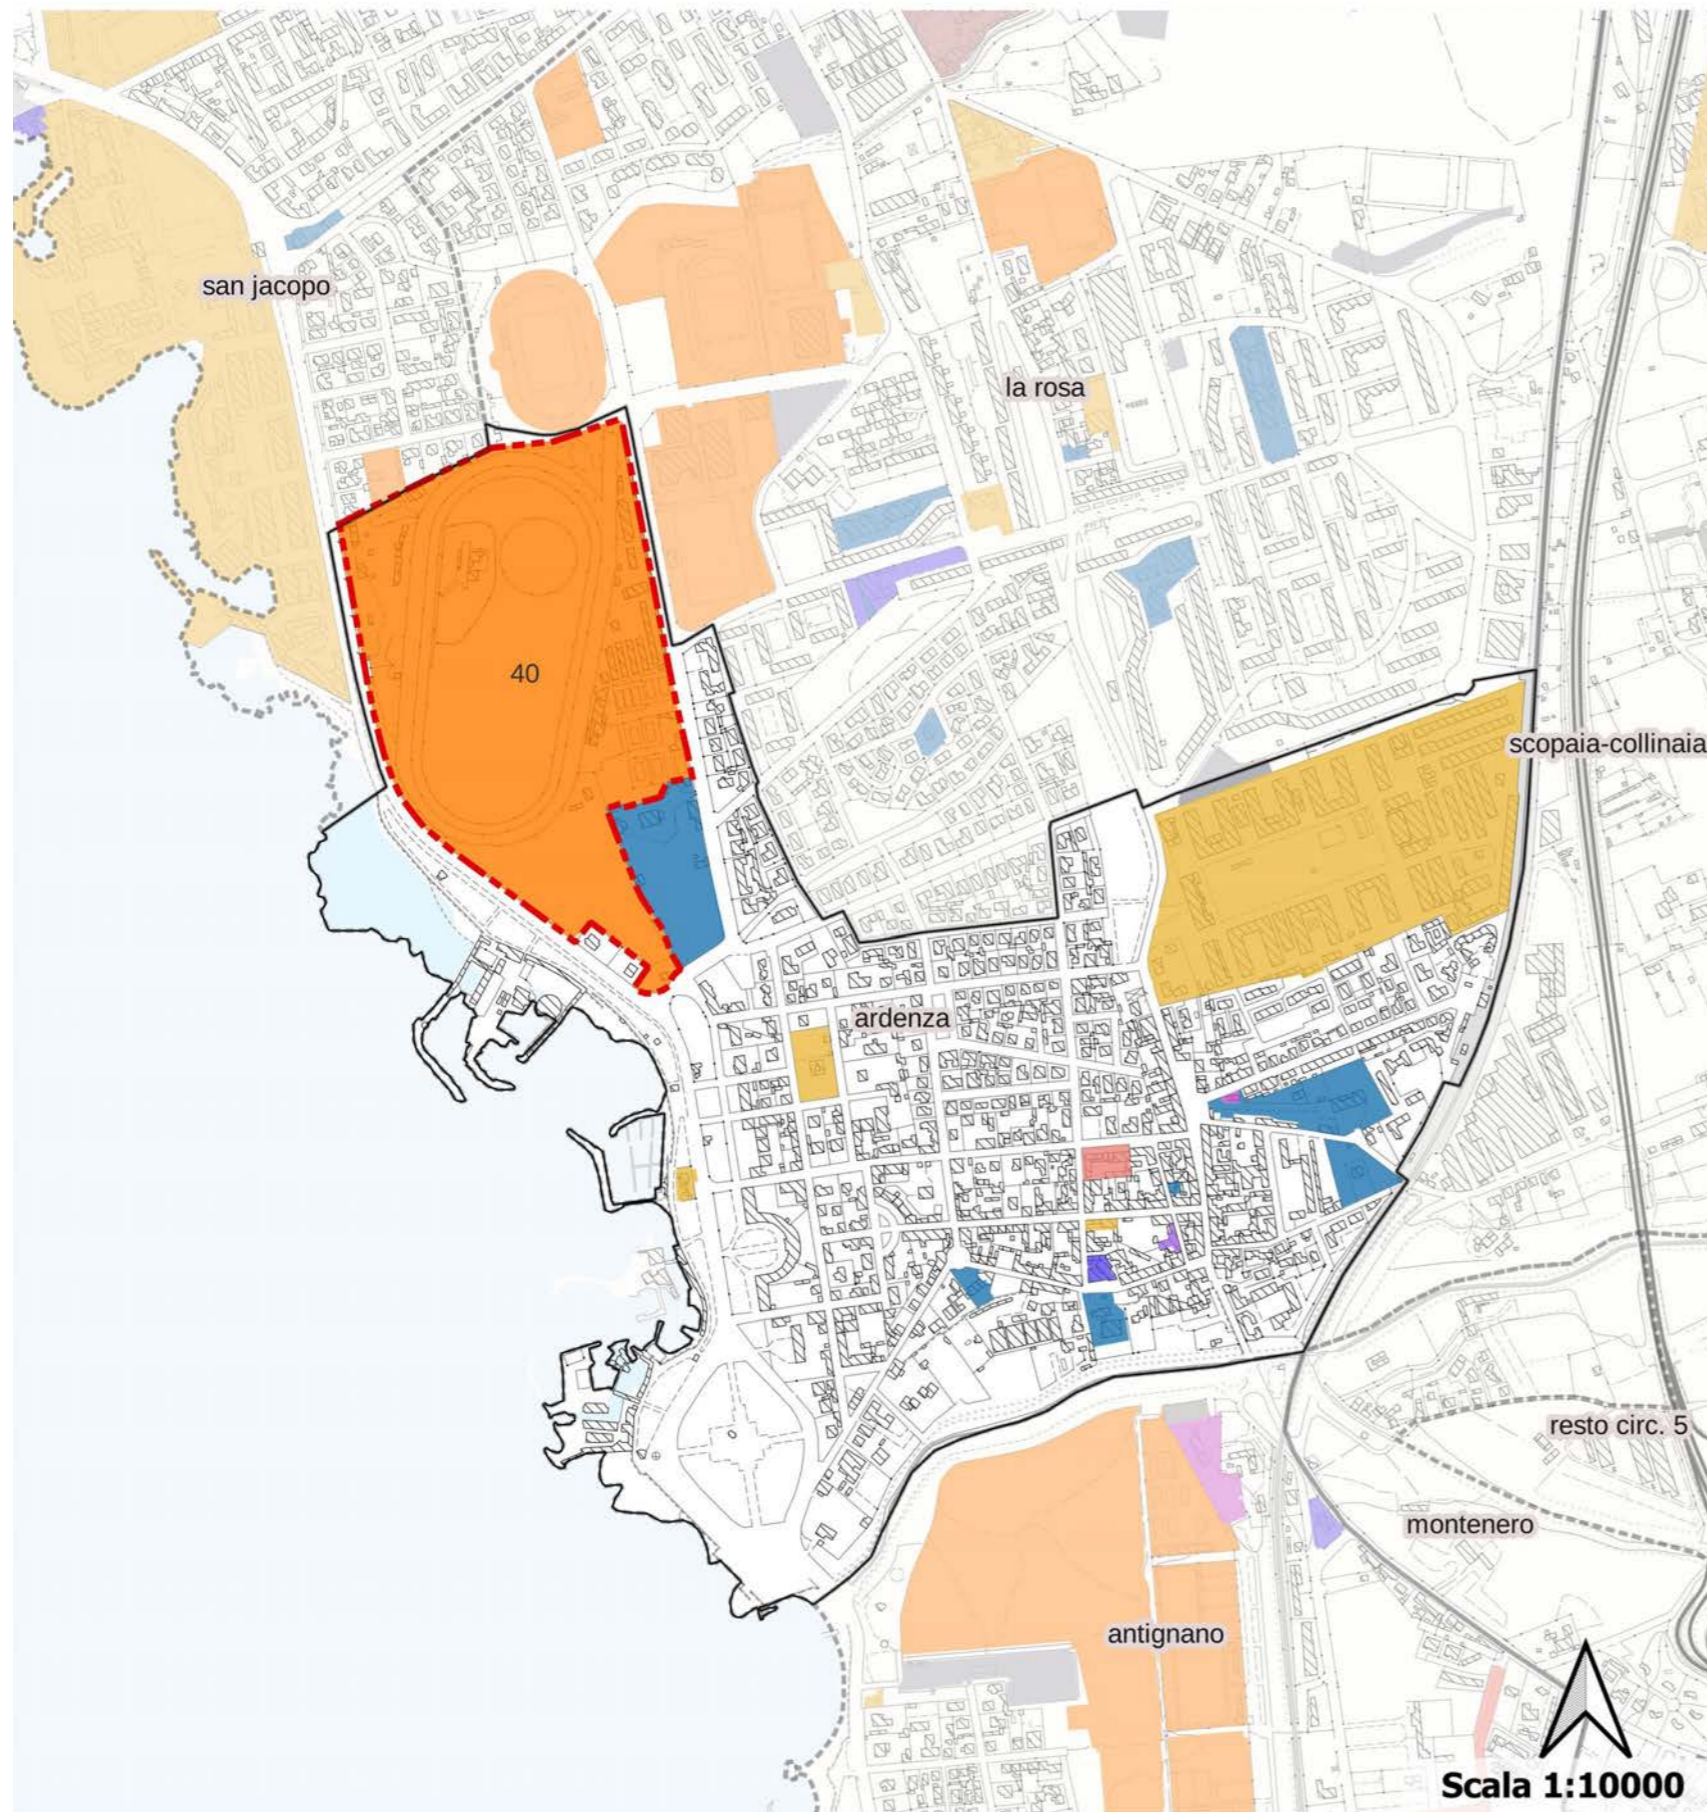 san jacopo
la rosa
40
scopaia-collinaia
ardenza
resto circ. 5
montenero
antignano
Scala 1:10000